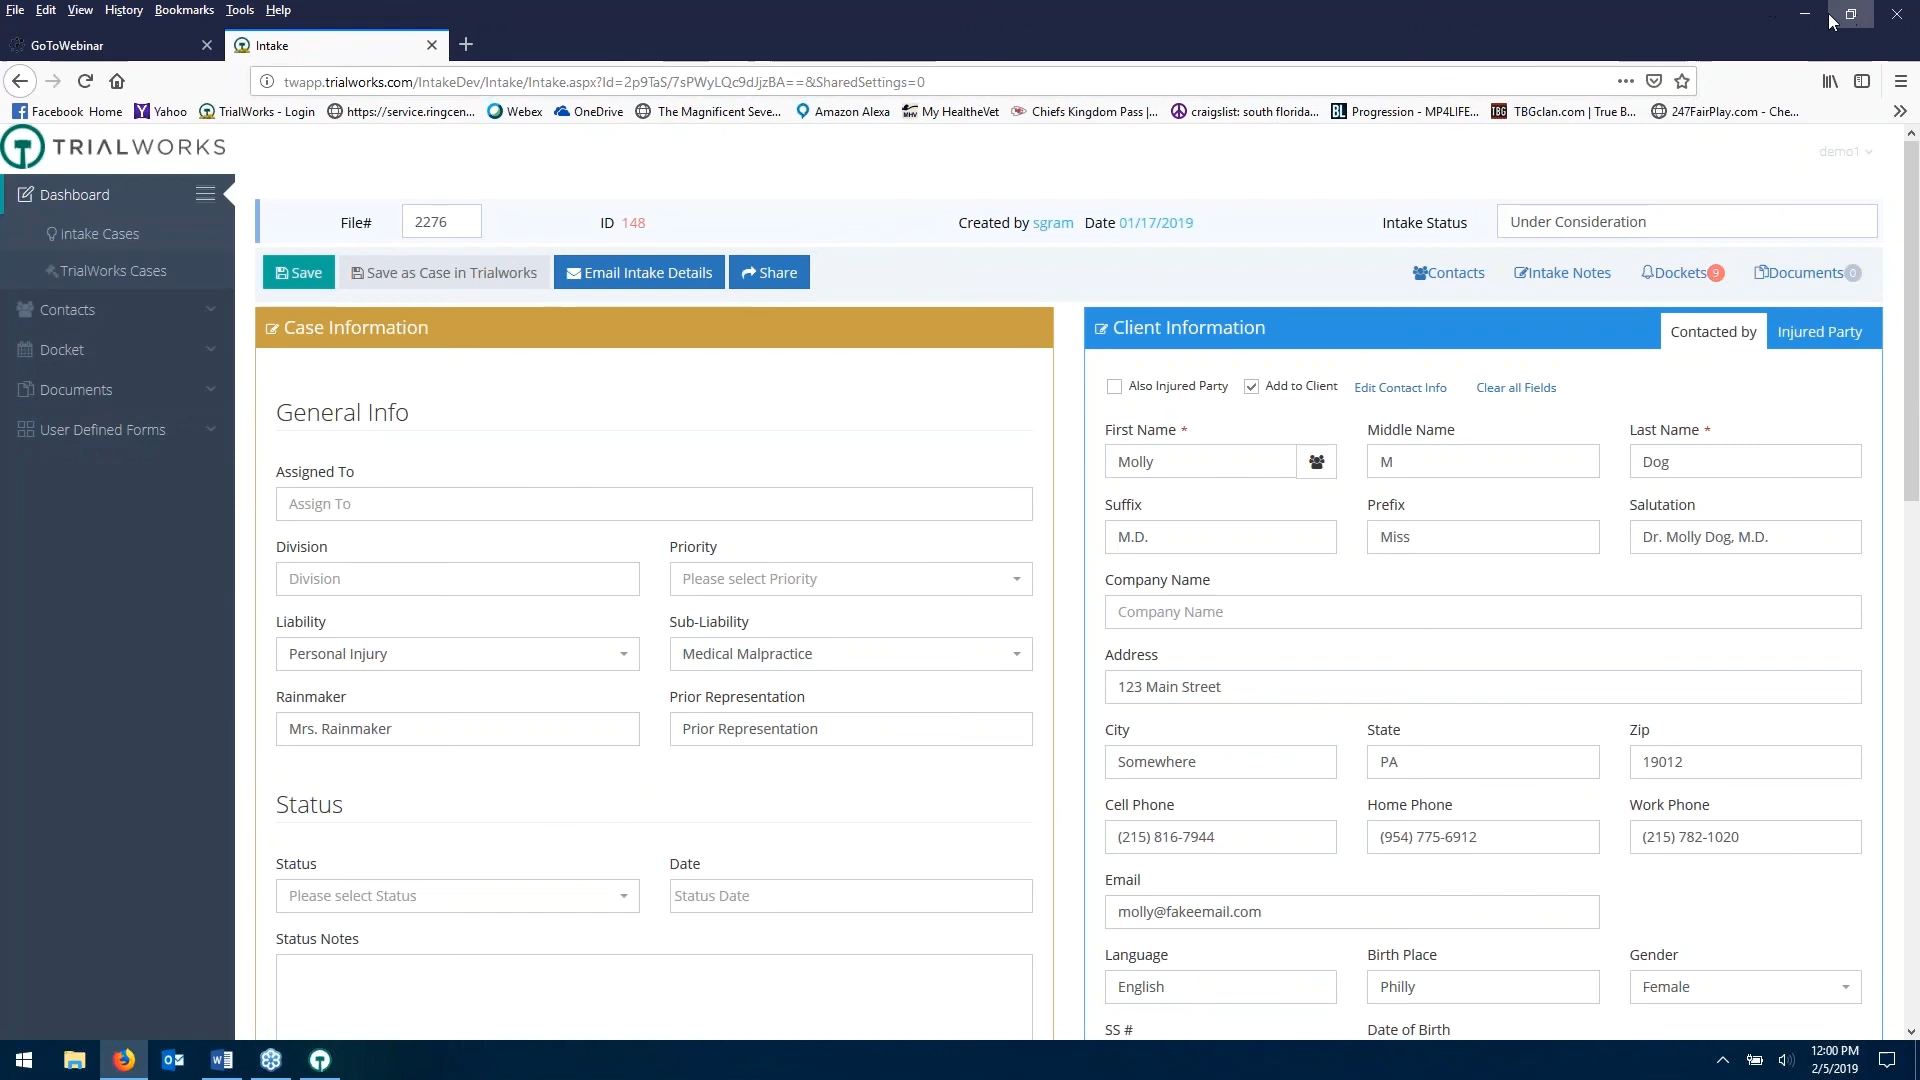 File Edit View History Bookmarks Tools Help
GoToWebinar
Intake
twapp.trialworks.com/IntakeDev/Intake/Intake.aspx?Id=2p9TaS/7sPWyLQc9dJjzBA==&SharedSettings=0
Facebook Home Yahoo TrialWorks - Login https://service.ringcen... Webex OneDrive The Magnificent Seve... Amazon Alexa My HealtheVet Chiefs Kingdom Pass |... craigslist: south florida... Progression - MP4LIFE... TBGclan.com | True B... 247FairPlay.com - Che...
TRIALWORKS
demo1
Dashboard
Intake Cases
TrialWorks Cases
Contacts
Docket
Documents
User Defined Forms
File# 2276 ID 148 Created by sgram Date 01/17/2019 Intake Status Under Consideration
Save Save as Case in Trialworks Email Intake Details Share Contacts Intake Notes Dockets 9 Documents 0
Case Information
General Info
Assigned To
Assign To
Division Priority
Division Please select Priority
Liability Sub-Liability
Personal Injury Medical Malpractice
Rainmaker Prior Representation
Mrs. Rainmaker Prior Representation
Status
Status Date
Please select Status Status Date
Status Notes
Client Information Contacted by Injured Party
Also Injured Party Add to Client Edit Contact Info Clear all Fields
First Name * Middle Name Last Name *
Molly M Dog
Suffix Prefix Salutation
M.D. Miss Dr. Molly Dog, M.D.
Company Name
Company Name
Address
123 Main Street
City State Zip
Somewhere PA 19012
Cell Phone Home Phone Work Phone
(215) 816-7944 (954) 775-6912 (215) 782-1020
Email
molly@fakeemail.com
Language Birth Place Gender
English Philly Female
SS # Date of Birth
12:00 PM
2/5/2019